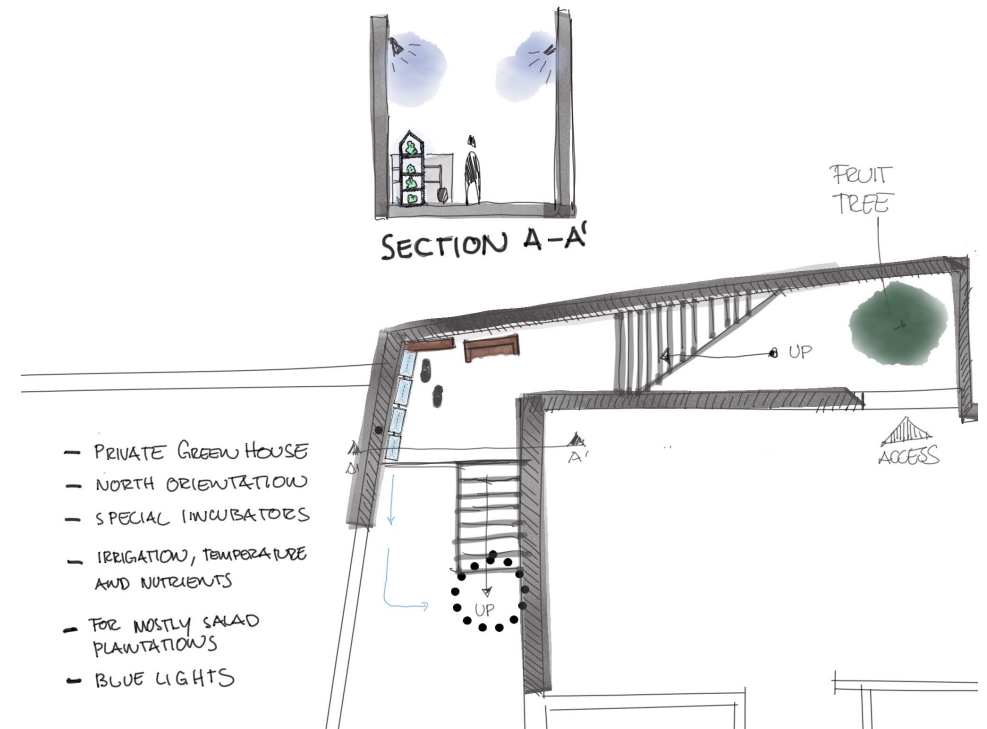 SECTION A-A'
FRUIT
TREE
UP
ACCESS
A'
A'
UP
- PRIVATE GREEN HOUSE
- NORTH ORIENTATION
- SPECIAL INCUBATORS
- IRRIGATION, TEMPERATURE
AND NUTRIENTS
- FOR MOSTLY SALAD
PLANTATIONS
- BLUE LIGHTS